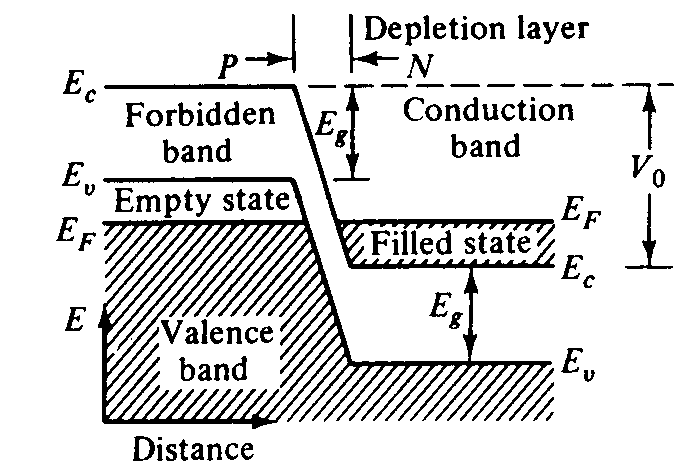 Depletion layer
P
N
E_c
Forbidden
band
E_g
Conduction
band
V_0
E_v
Empty state
E_F
E_F
Filled state
E_c
E
Valence
band
E_g
E_v
Distance